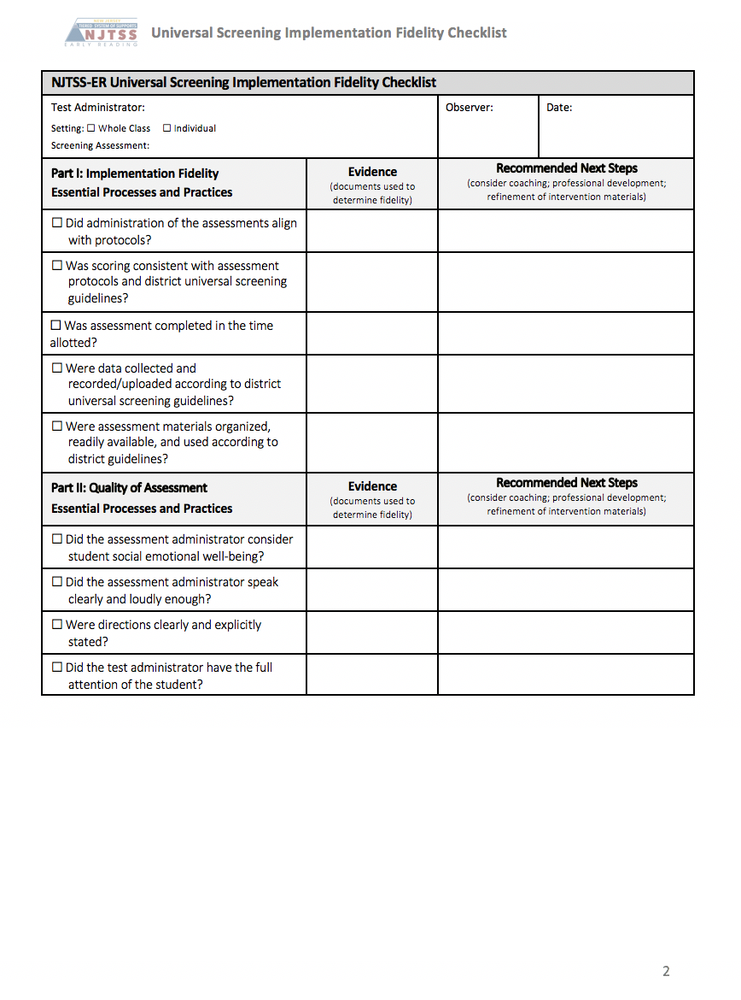 NEW JERSEY
TIERED SYSTEM OF SUPPORTS
NJTSS
EARLY READING
Universal Screening Implementation Fidelity Checklist
NJTSS-ER Universal Screening Implementation Fidelity Checklist
Test Administrator:
Setting: ☐ Whole Class ☐ Individual
Screening Assessment:
Observer:
Date:
Part I: Implementation Fidelity
Essential Processes and Practices
Evidence
(documents used to
determine fidelity)
Recommended Next Steps
(consider coaching; professional development;
refinement of intervention materials)
☐ Did administration of the assessments align
with protocols?
☐ Was scoring consistent with assessment
protocols and district universal screening
guidelines?
☐ Was assessment completed in the time
allotted?
☐ Were data collected and
recorded/uploaded according to district
universal screening guidelines?
☐ Were assessment materials organized,
readily available, and used according to
district guidelines?
Part II: Quality of Assessment
Essential Processes and Practices
Evidence
(documents used to
determine fidelity)
Recommended Next Steps
(consider coaching; professional development;
refinement of intervention materials)
☐ Did the assessment administrator consider
student social emotional well-being?
☐ Did the assessment administrator speak
clearly and loudly enough?
☐ Were directions clearly and explicitly
stated?
☐ Did the test administrator have the full
attention of the student?
2